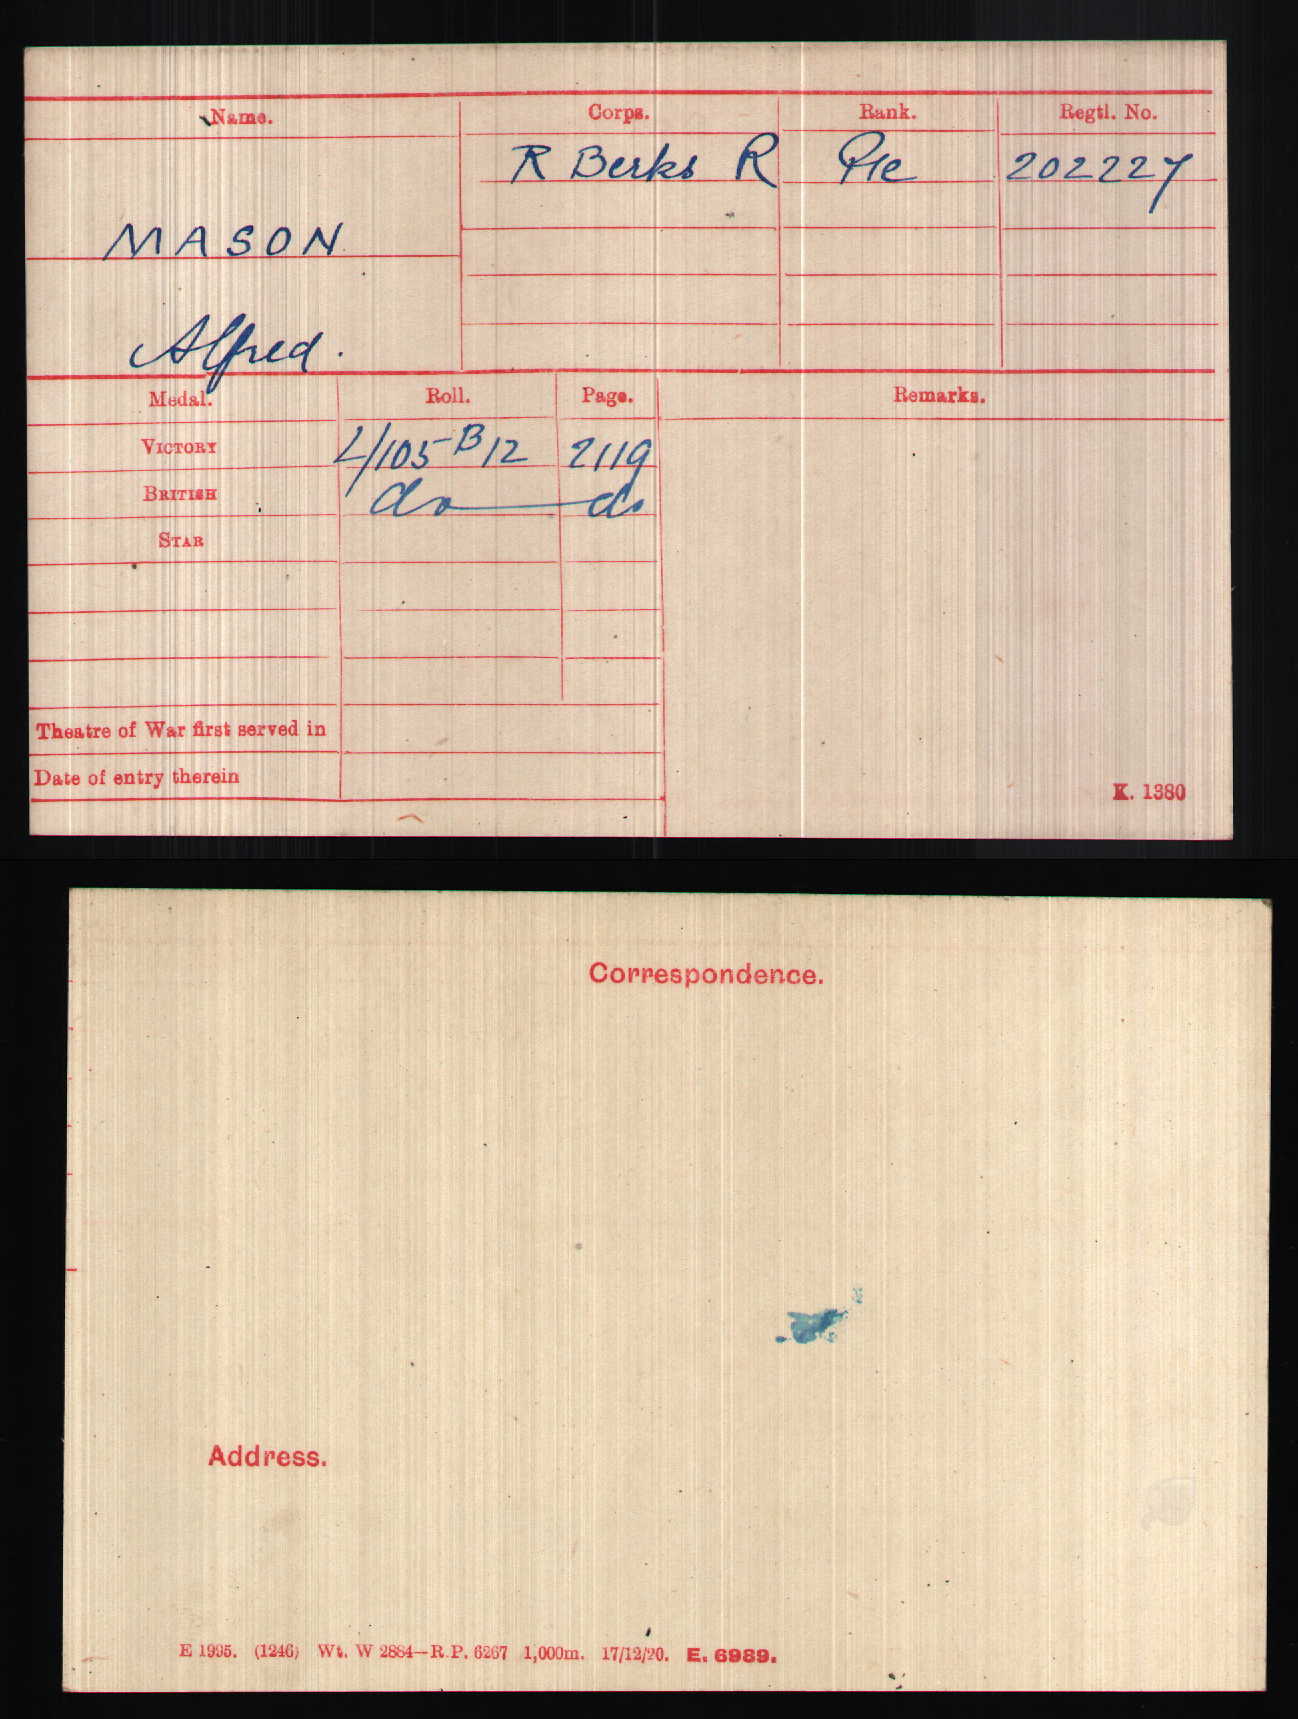 Name. Corps. Rank. Regtl. No.
R Berks R Pte 202227
MASON
Alfred.
Medal. Roll. Page. Remarks.
VICTORY L/105 B12 2119
BRITISH do do
STAR
Theatre of War first served in
Date of entry therein
K. 1380
Correspondence.
Address.
E 1995. (1246) Wt. W 2884—R.P. 6267 1,000m. 17/12/20. E. 6989.